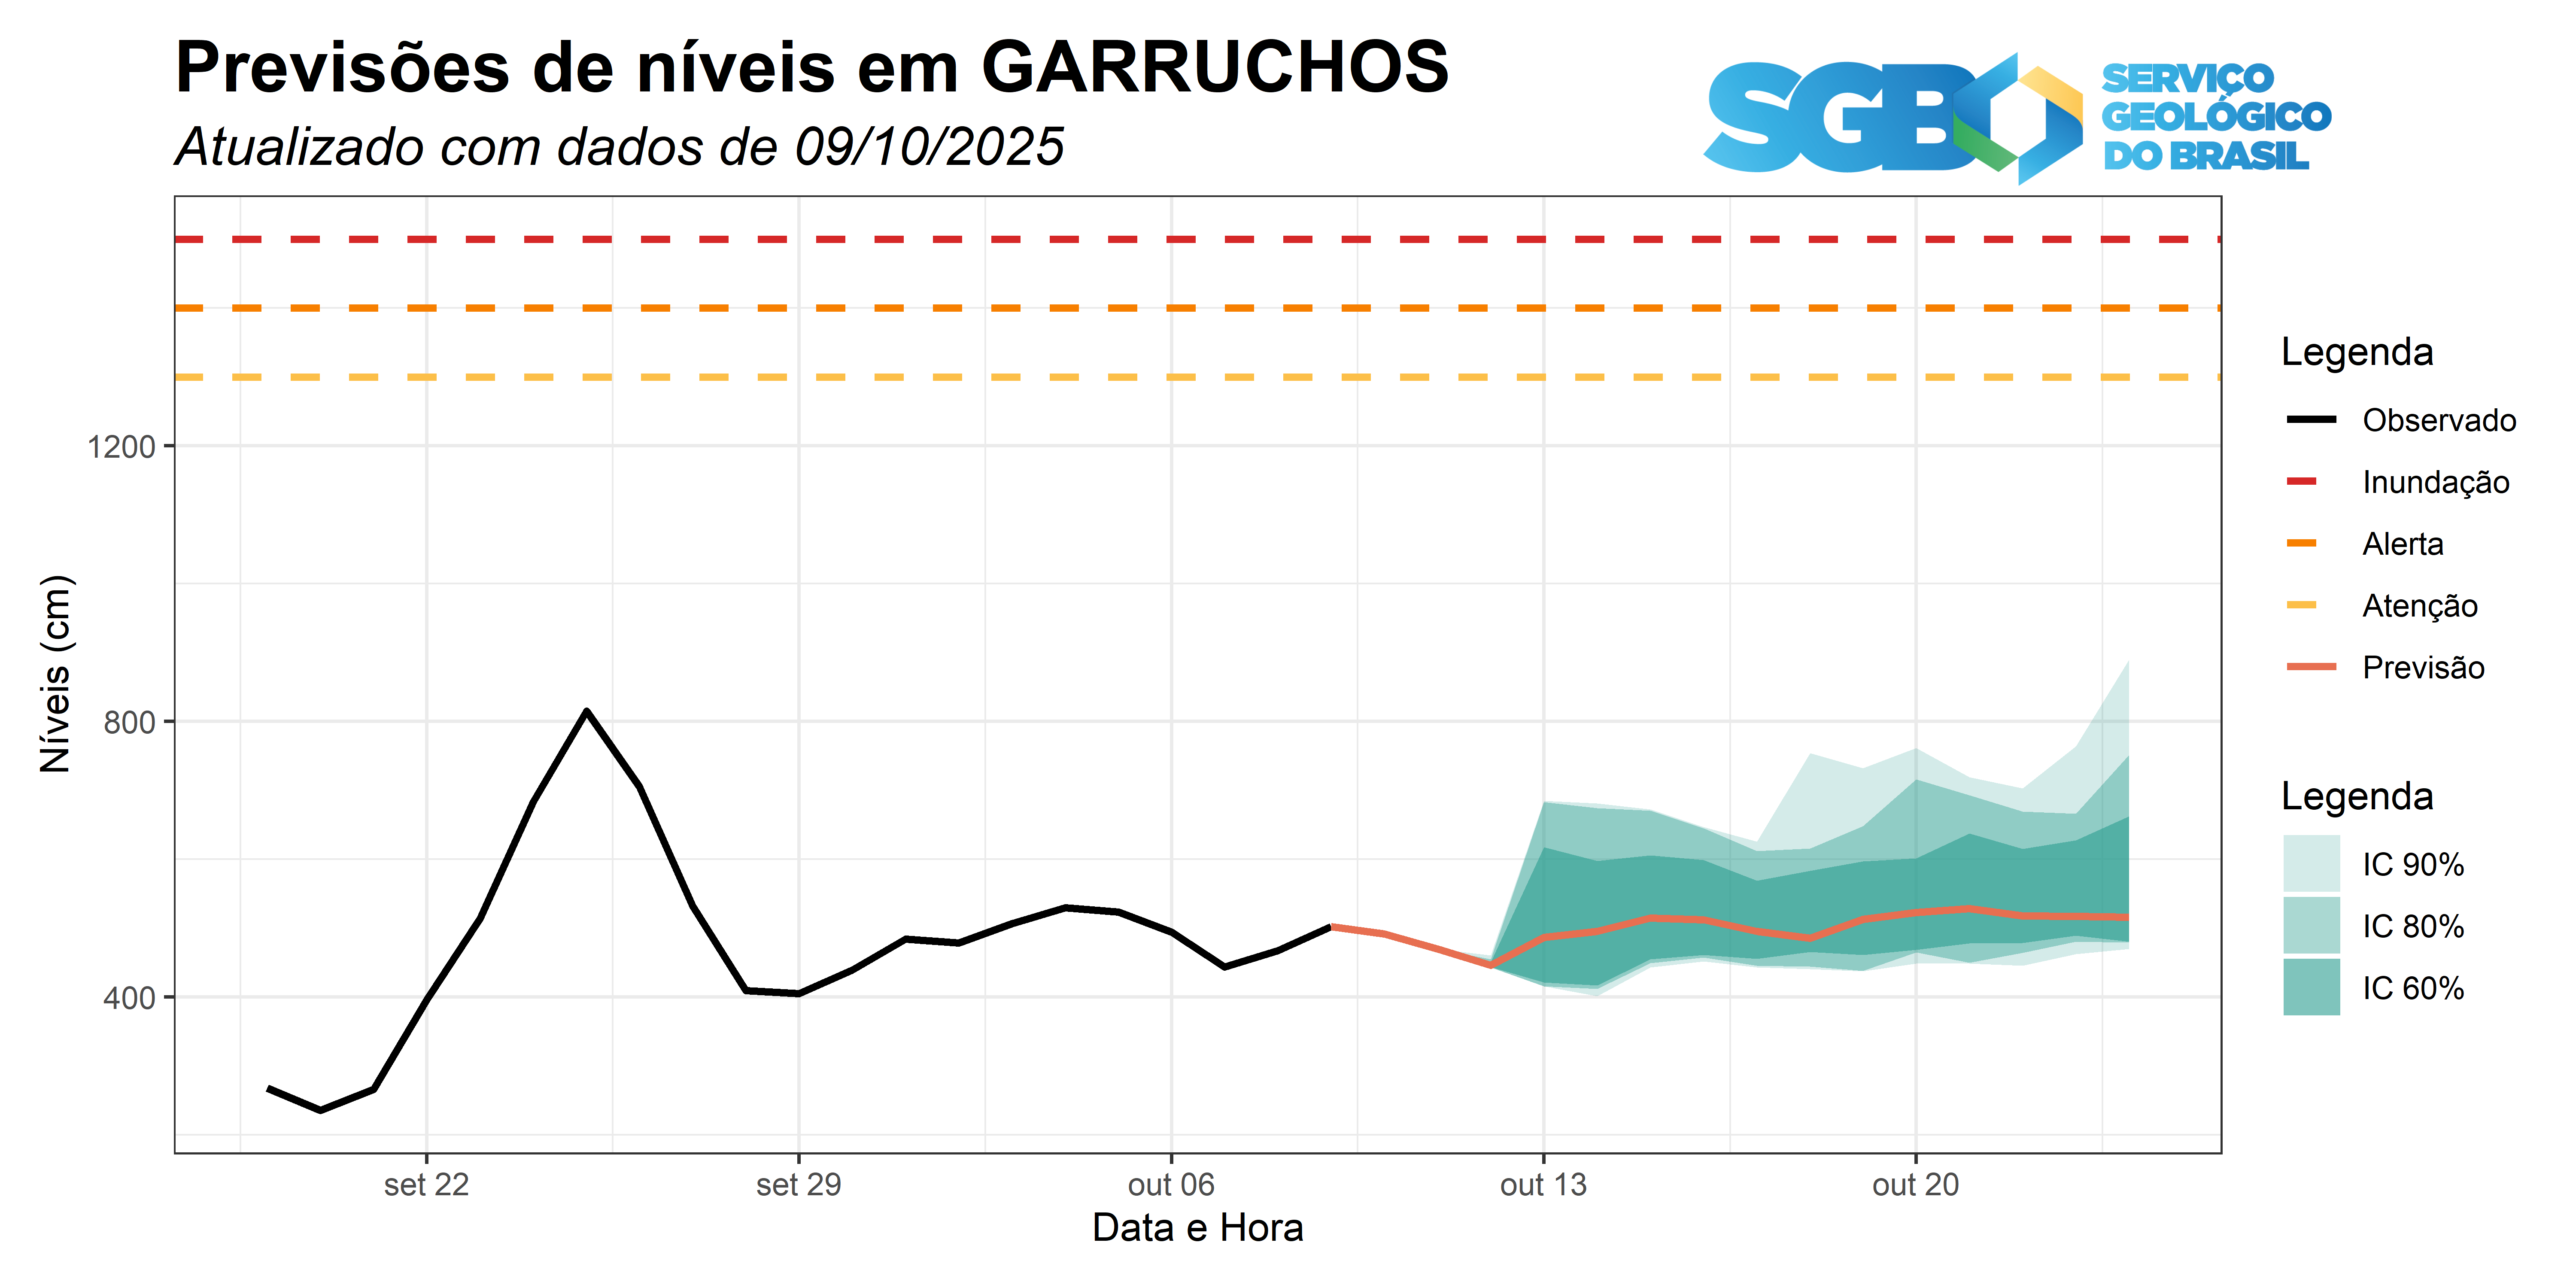 Previsões de níveis em GARRUCHOS
Atualizado com dados de 09/10/2025
SGB
SERVIÇO
GEOLÓGICO
DO BRASIL
Níveis (cm)
1200
800
400
set 22
set 29
out 06
out 13
out 20
Data e Hora
Legenda
Observado
Inundação
Alerta
Atenção
Previsão
Legenda
IC 90%
IC 80%
IC 60%